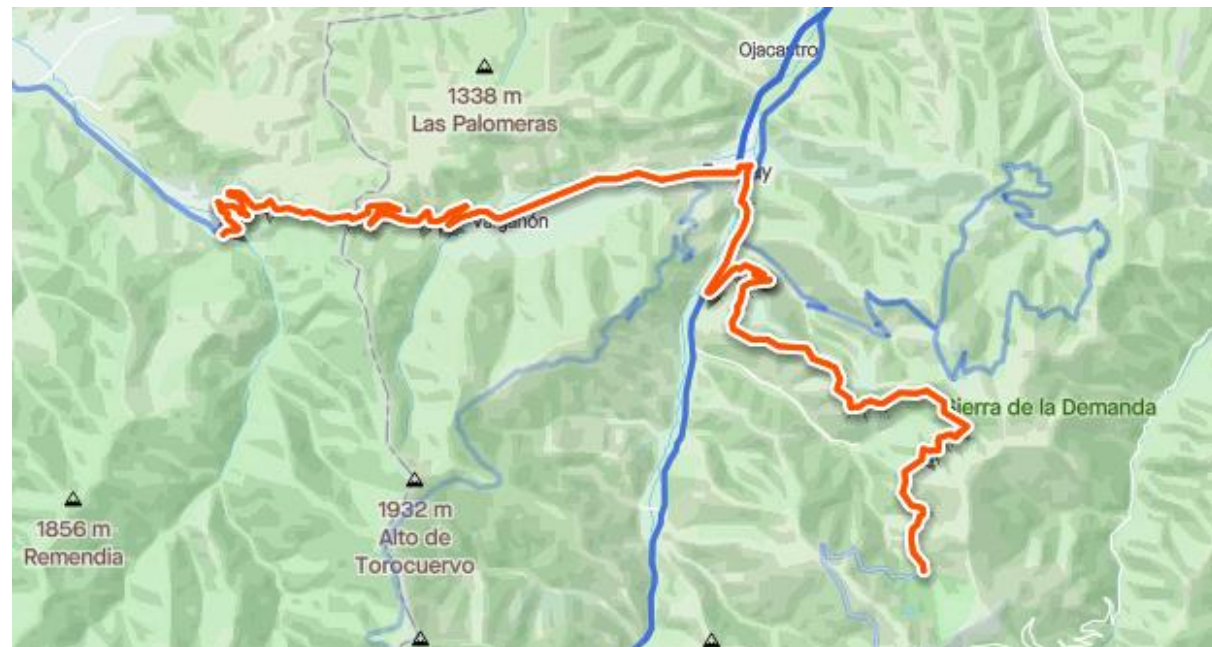 Ojacastro
1338 m
Las Palomeras
Sierra de la Demanda
1932 m
Alto de
Torocuervo
1856 m
Remendia